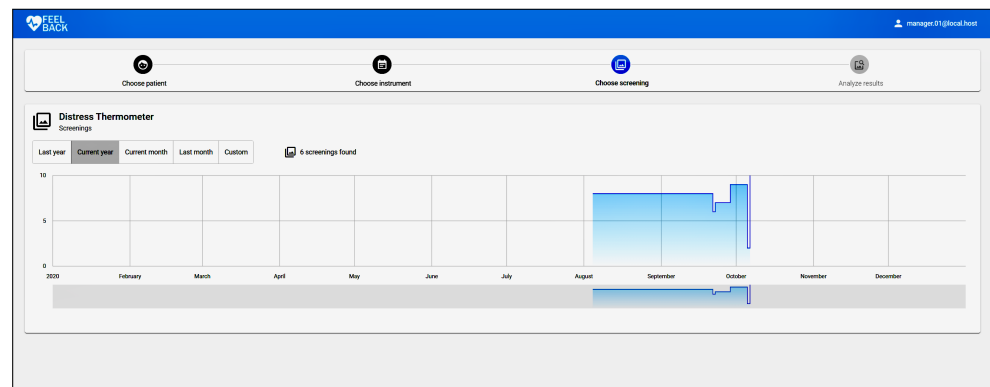 FEEL
BACK
manager.01@local.host
Choose patient
Choose instrument
Choose screening
Analyze results
Distress Thermometer
Screenings
Last year Current year Current month Last month Custom 6 screenings found
10
5
0
2020 February March April May June July August September October November December